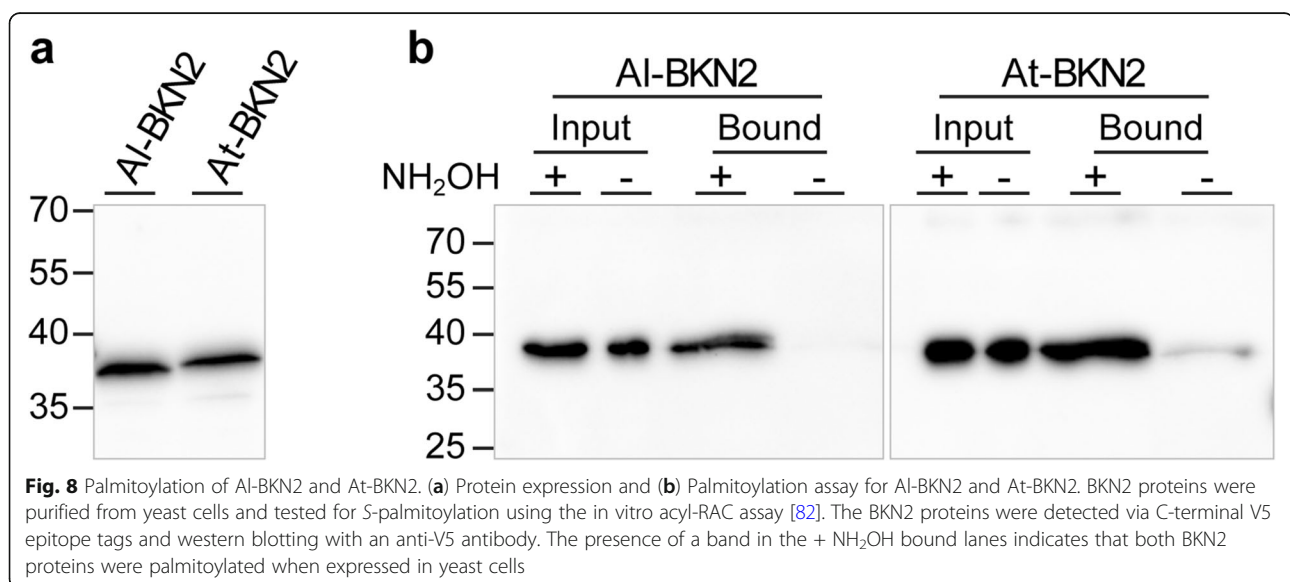 a
Al-BKN2
At-BKN2
70
55
40
35
b
Al-BKN2
At-BKN2
Input Bound Input Bound
NH₂OH + - + - + - + -
70
55
40
35
25
Fig. 8 Palmitoylation of Al-BKN2 and At-BKN2. (a) Protein expression and (b) Palmitoylation assay for Al-BKN2 and At-BKN2. BKN2 proteins were
purified from yeast cells and tested for S-palmitoylation using the in vitro acyl-RAC assay [82]. The BKN2 proteins were detected via C-terminal V5
epitope tags and western blotting with an anti-V5 antibody. The presence of a band in the + NH₂OH bound lanes indicates that both BKN2
proteins were palmitoylated when expressed in yeast cells